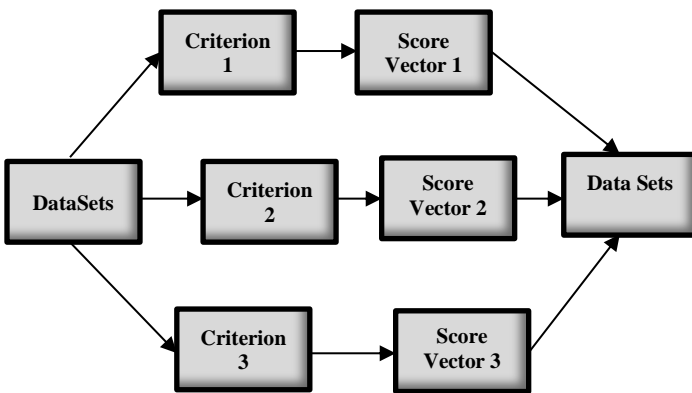 Criterion
1
Score
Vector 1
DataSets
Criterion
2
Score
Vector 2
Data Sets
Criterion
3
Score
Vector 3